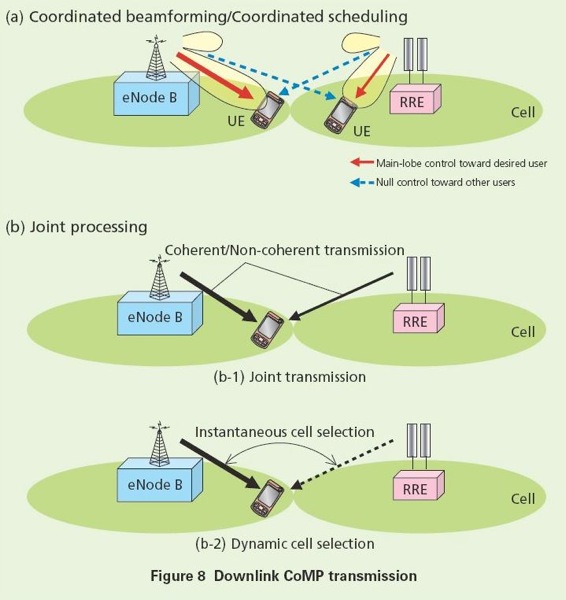 (a) Coordinated beamforming/Coordinated scheduling
eNode B
UE
UE
RRE
Cell
Main-lobe control toward desired user
Null control toward other users
(b) Joint processing
Coherent/Non-coherent transmission
eNode B
RRE
Cell
(b-1) Joint transmission
Instantaneous cell selection
eNode B
RRE
Cell
(b-2) Dynamic cell selection
Figure 8 Downlink CoMP transmission